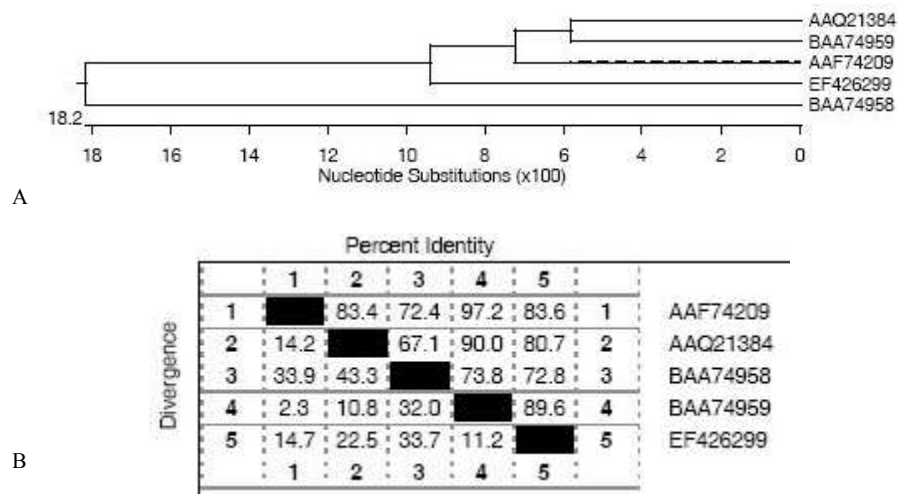 AAQ21384
BAA74959
AAF74209
EF426299
BAA74958
18.2
18 16 14 12 10 8 6 4 2 0
Nucleotide Substitutions (x100)
A
Percent Identity
1 2 3 4 5
1 83.4 72.4 97.2 83.6 1 AAF74209
2 14.2 67.1 90.0 80.7 2 AAQ21384
3 33.9 43.3 73.8 72.8 3 BAA74958
4 2.3 10.8 32.0 89.6 4 BAA74959
5 14.7 22.5 33.7 11.2 5 EF426299
1 2 3 4 5
Divergence
B